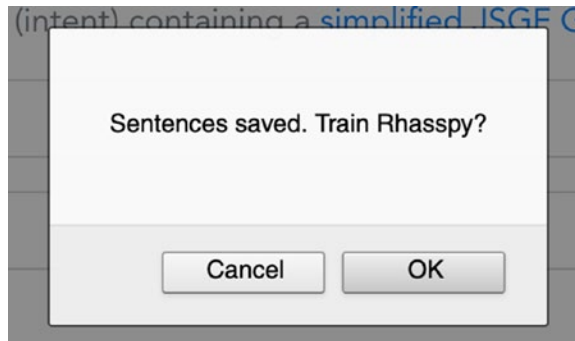 (intent) containing a simplified JSGF G
Sentences saved. Train Rhasspy?
Cancel
OK